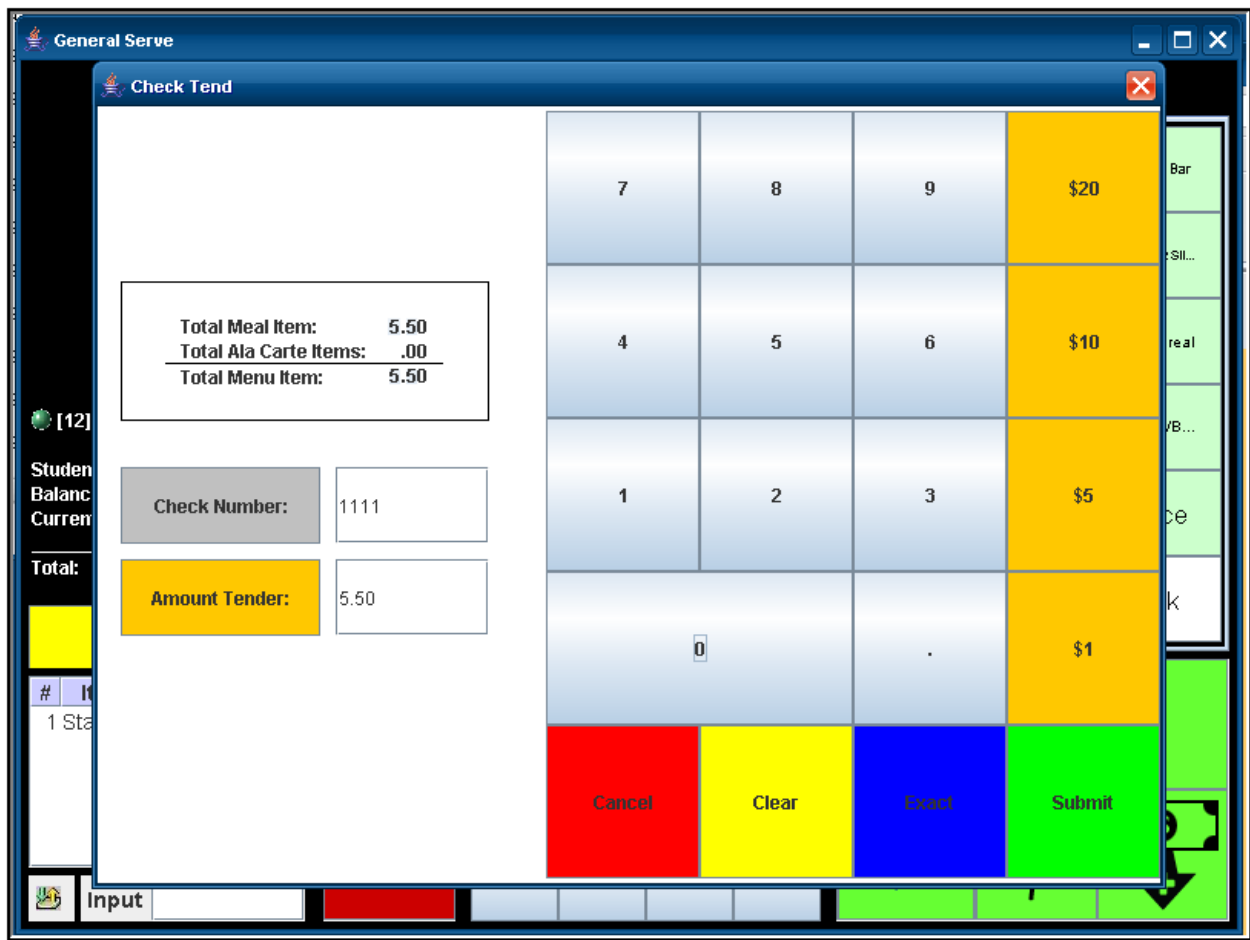 General Serve
Check Tend
7 8 9 $20
Bar
Total Meal Item: 5.50
Total Ala Carte Items: .00
Total Menu Item: 5.50
4 5 6 $10
[12]
Check Number: 1111
1 2 3 $5
Total:
Amount Tender: 5.50
0 . $1
#
1
Cancel Clear Exact Submit
Input